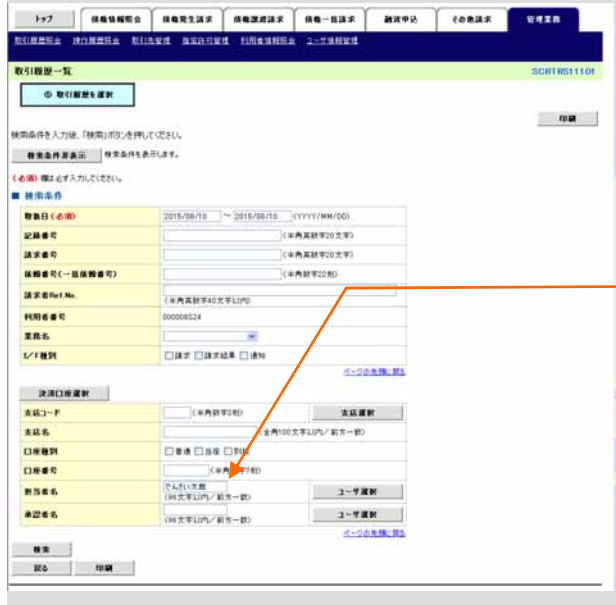 トップ 債権情報照会 債権発生請求 債権譲渡請求 債権一括請求 融資申込 その他請求 管理業務
取引履歴照会 操作履歴照会 取引先管理 指定許可管理 利用者情報照会 ユーザ情報管理
取引履歴一覧 SCRTRS11101
① 取引履歴を選択
印刷
検索条件を入力後、「検索」ボタンを押してください。
検索条件非表示 検索条件を表示します。
(必須)欄は必ず入力してください。
■ 検索条件
取扱日(必須) 2015/08/10 ~ 2015/08/10 (YYYY/MM/DD)
記録番号 (半角英数字20文字)
請求番号 (半角英数字20文字)
依頼番号(一括依頼番号) (半角数字22桁)
請求者Ref.No.
(半角英数字40文字以内)
利用者番号 000008S24
業務名
I/F種別 請求 請求結果 通知
ページの先頭に戻る
決済口座選択
支店コード (半角数字3桁) 支店選択
支店名 (全角100文字以内/前方一致)
口座種別 普通 当座 別段
口座番号 (半角数字7桁)
担当者名 でんさい太郎
(96文字以内/前方一致) ユーザ選択
承認者名
(96文字以内/前方一致) ユーザ選択
ページの先頭に戻る
検索
戻る 印刷